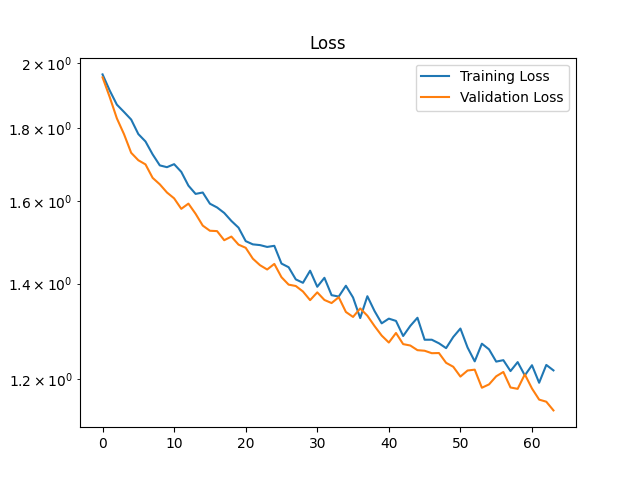 Loss
Training Loss
Validation Loss
2 × 10⁰
1.8 × 10⁰
1.6 × 10⁰
1.4 × 10⁰
1.2 × 10⁰
0 10 20 30 40 50 60